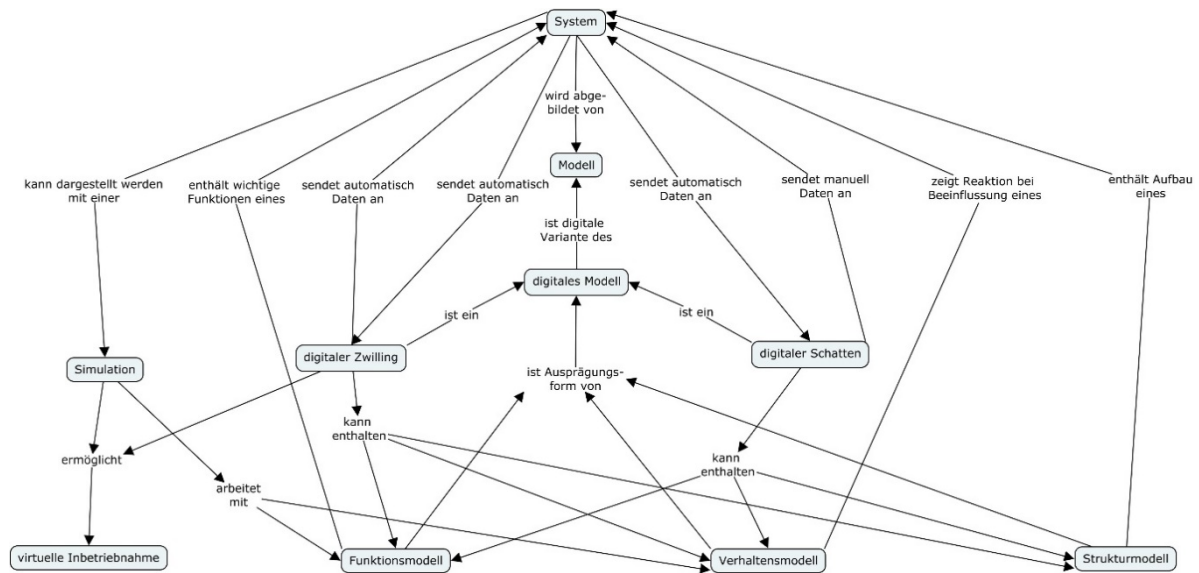 System
wird abge-
bildet von
Modell
kann dargestellt werden
mit einer
enthält wichtige
Funktionen eines
sendet automatisch
Daten an
sendet automatisch
Daten an
sendet automatisch
Daten an
sendet manuell
Daten an
zeigt Reaktion bei
Beeinflussung eines
enthält Aufbau
eines
ist digitale
Variante des
digitales Modell
ist ein
ist ein
Simulation
digitaler Zwilling
digitaler Schatten
ist Ausprägungs-
form von
kann
enthalten
ermöglicht
kann
enthalten
arbeitet
mit
virtuelle Inbetriebnahme
Funktionsmodell
Verhaltensmodell
Strukturmodell